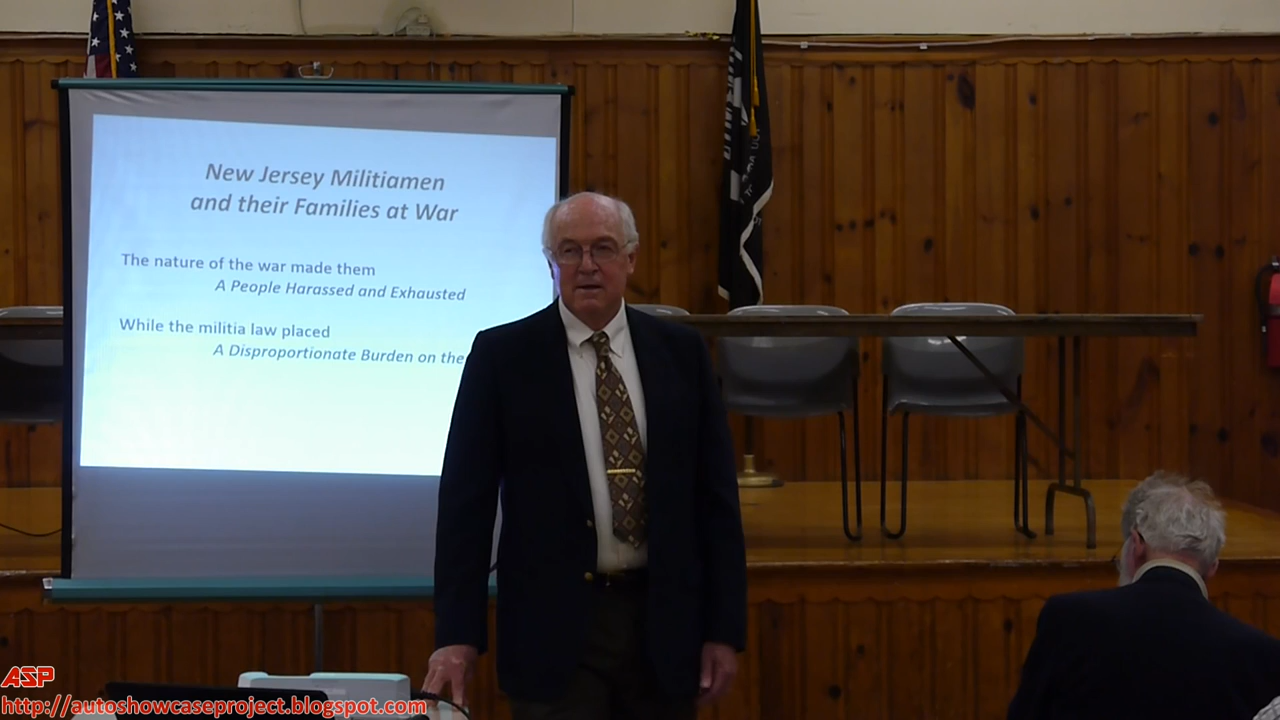 New Jersey Militiamen
and their Families at War
The nature of the war made them
A People Harassed and Exhausted
While the militia law placed
A Disproportionate Burden on the
ASP
http://autoshowcaseproject.blogspot.com